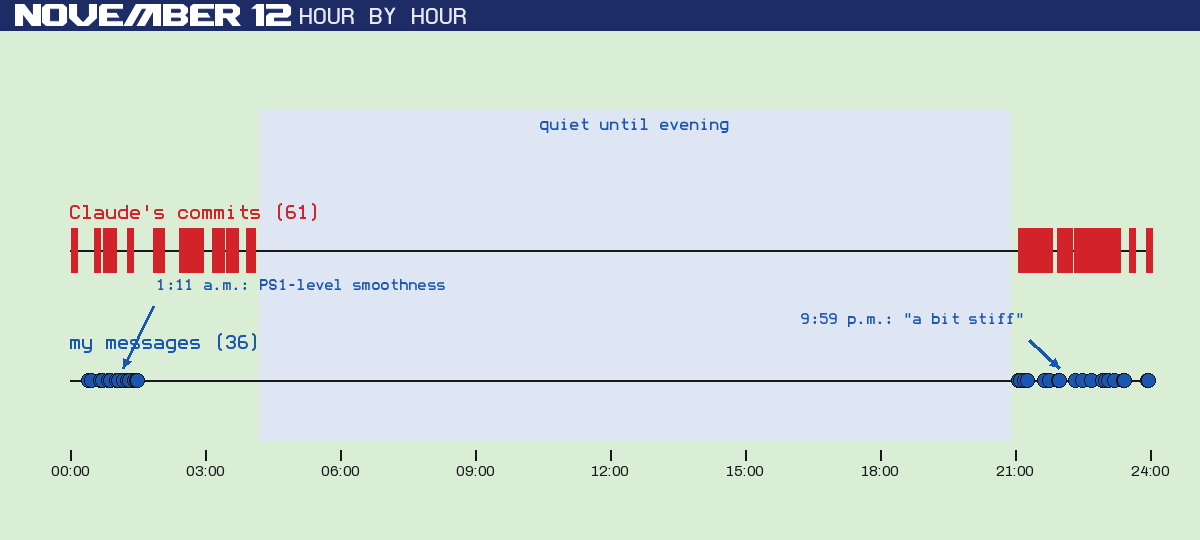 NOVEMBER 12 HOUR BY HOUR
quiet until evening
Claude's commits (61)
1:11 a.m.: PS1-level smoothness
9:59 p.m.: "a bit stiff"
my messages (36)
00:00 03:00 06:00 09:00 12:00 15:00 18:00 21:00 24:00